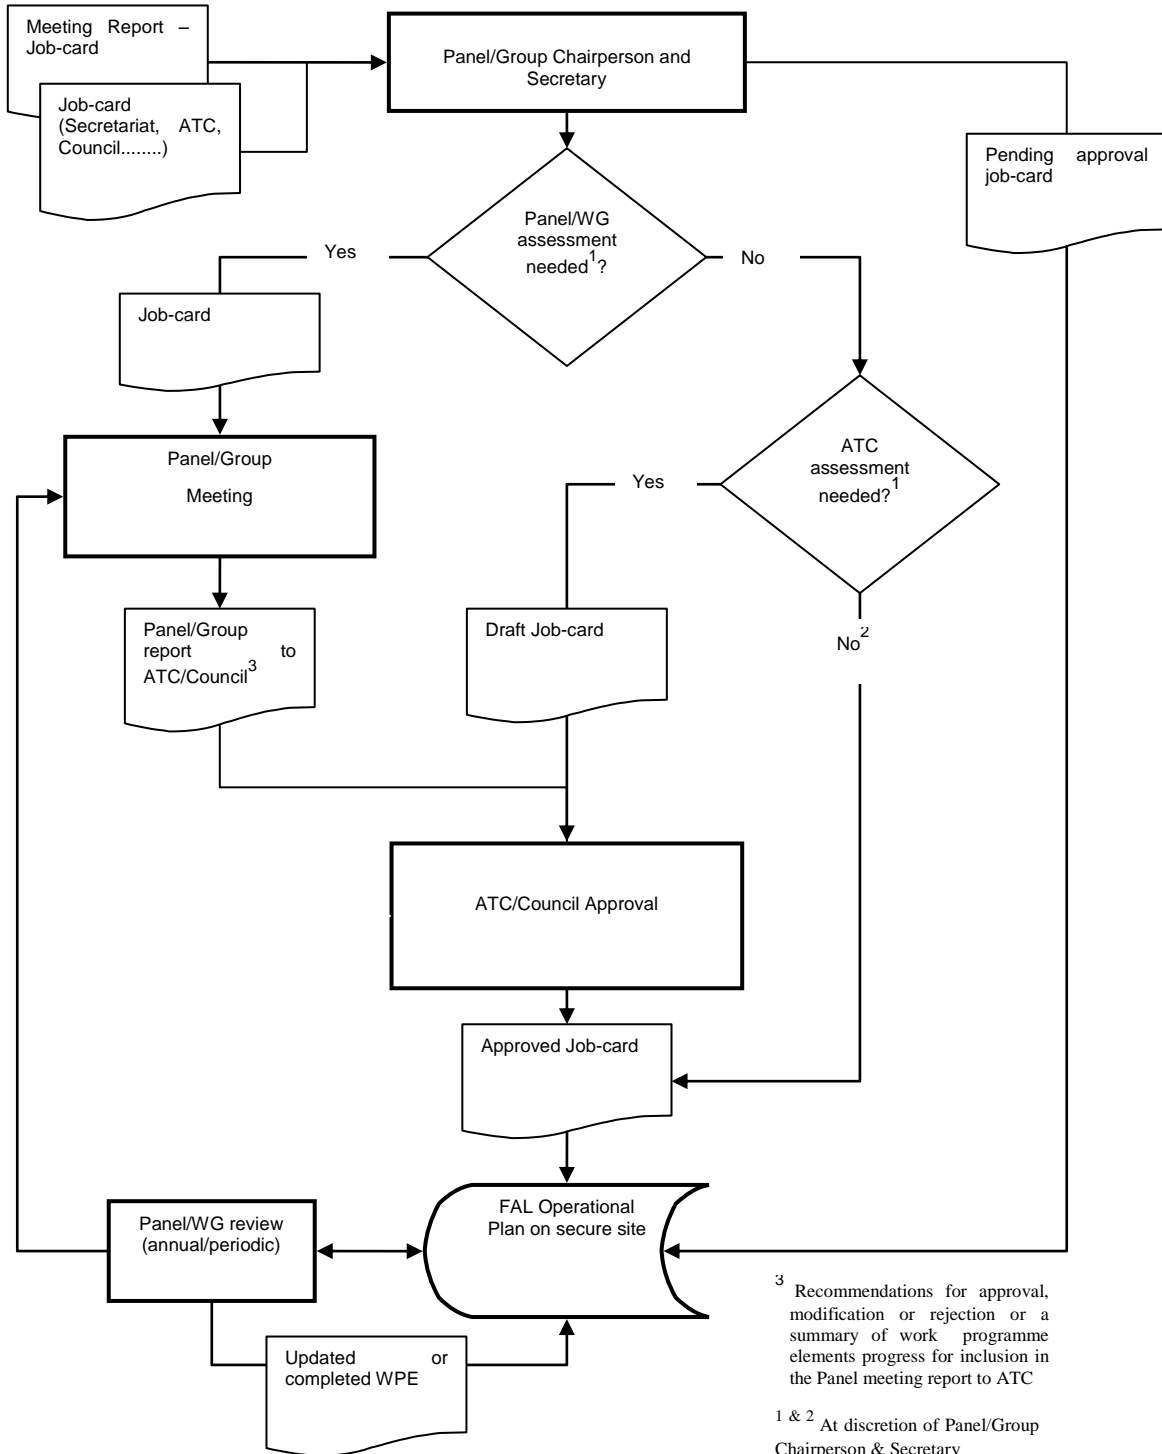 Meeting Report –
Job-card
Job-card
(Secretariat, ATC,
Council........)
Panel/Group Chairperson and
Secretary
Pending approval
job-card
Panel/WG
assessment
needed1?
Yes
No
Job-card
ATC
assessment
needed?1
Panel/Group
Meeting
Yes
Panel/Group
report to
ATC/Council3
Draft Job-card
No2
ATC/Council Approval
Approved Job-card
FAL Operational
Plan on secure site
Panel/WG review
(annual/periodic)
Updated or
completed WPE
3 Recommendations for approval,
modification or rejection or a
summary of work programme
elements progress for inclusion in
the Panel meeting report to ATC
1 & 2 At discretion of Panel/Group
Chairperson & Secretary